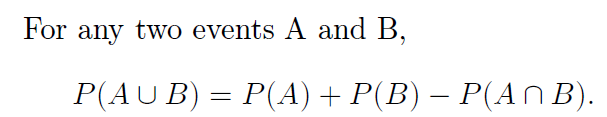 For any two events A and B,
P(A ∪ B) = P(A) + P(B) − P(A ∩ B).